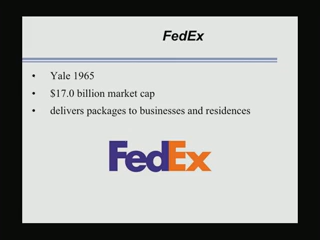 FedEx
• Yale 1965
• $17.0 billion market cap
• delivers packages to businesses and residences
FedEx